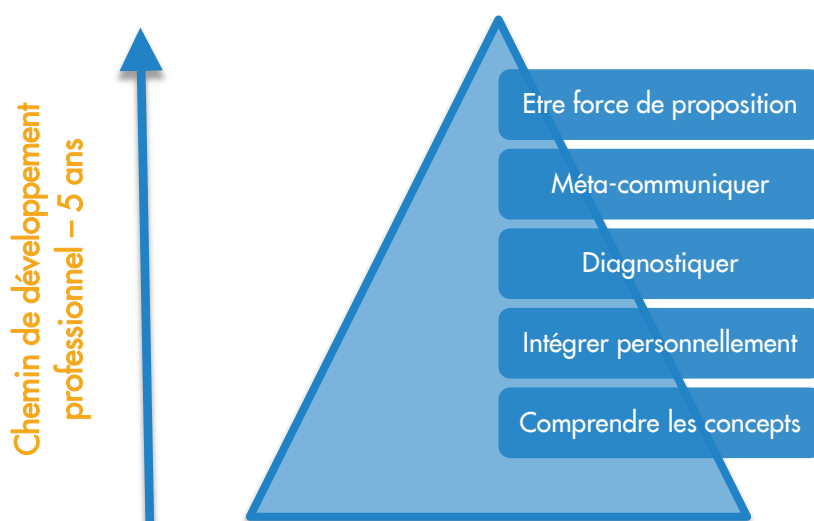 Chemin de développement
professionnel – 5 ans
Etre force de proposition
Méta-communiquer
Diagnostiquer
Intégrer personnellement
Comprendre les concepts